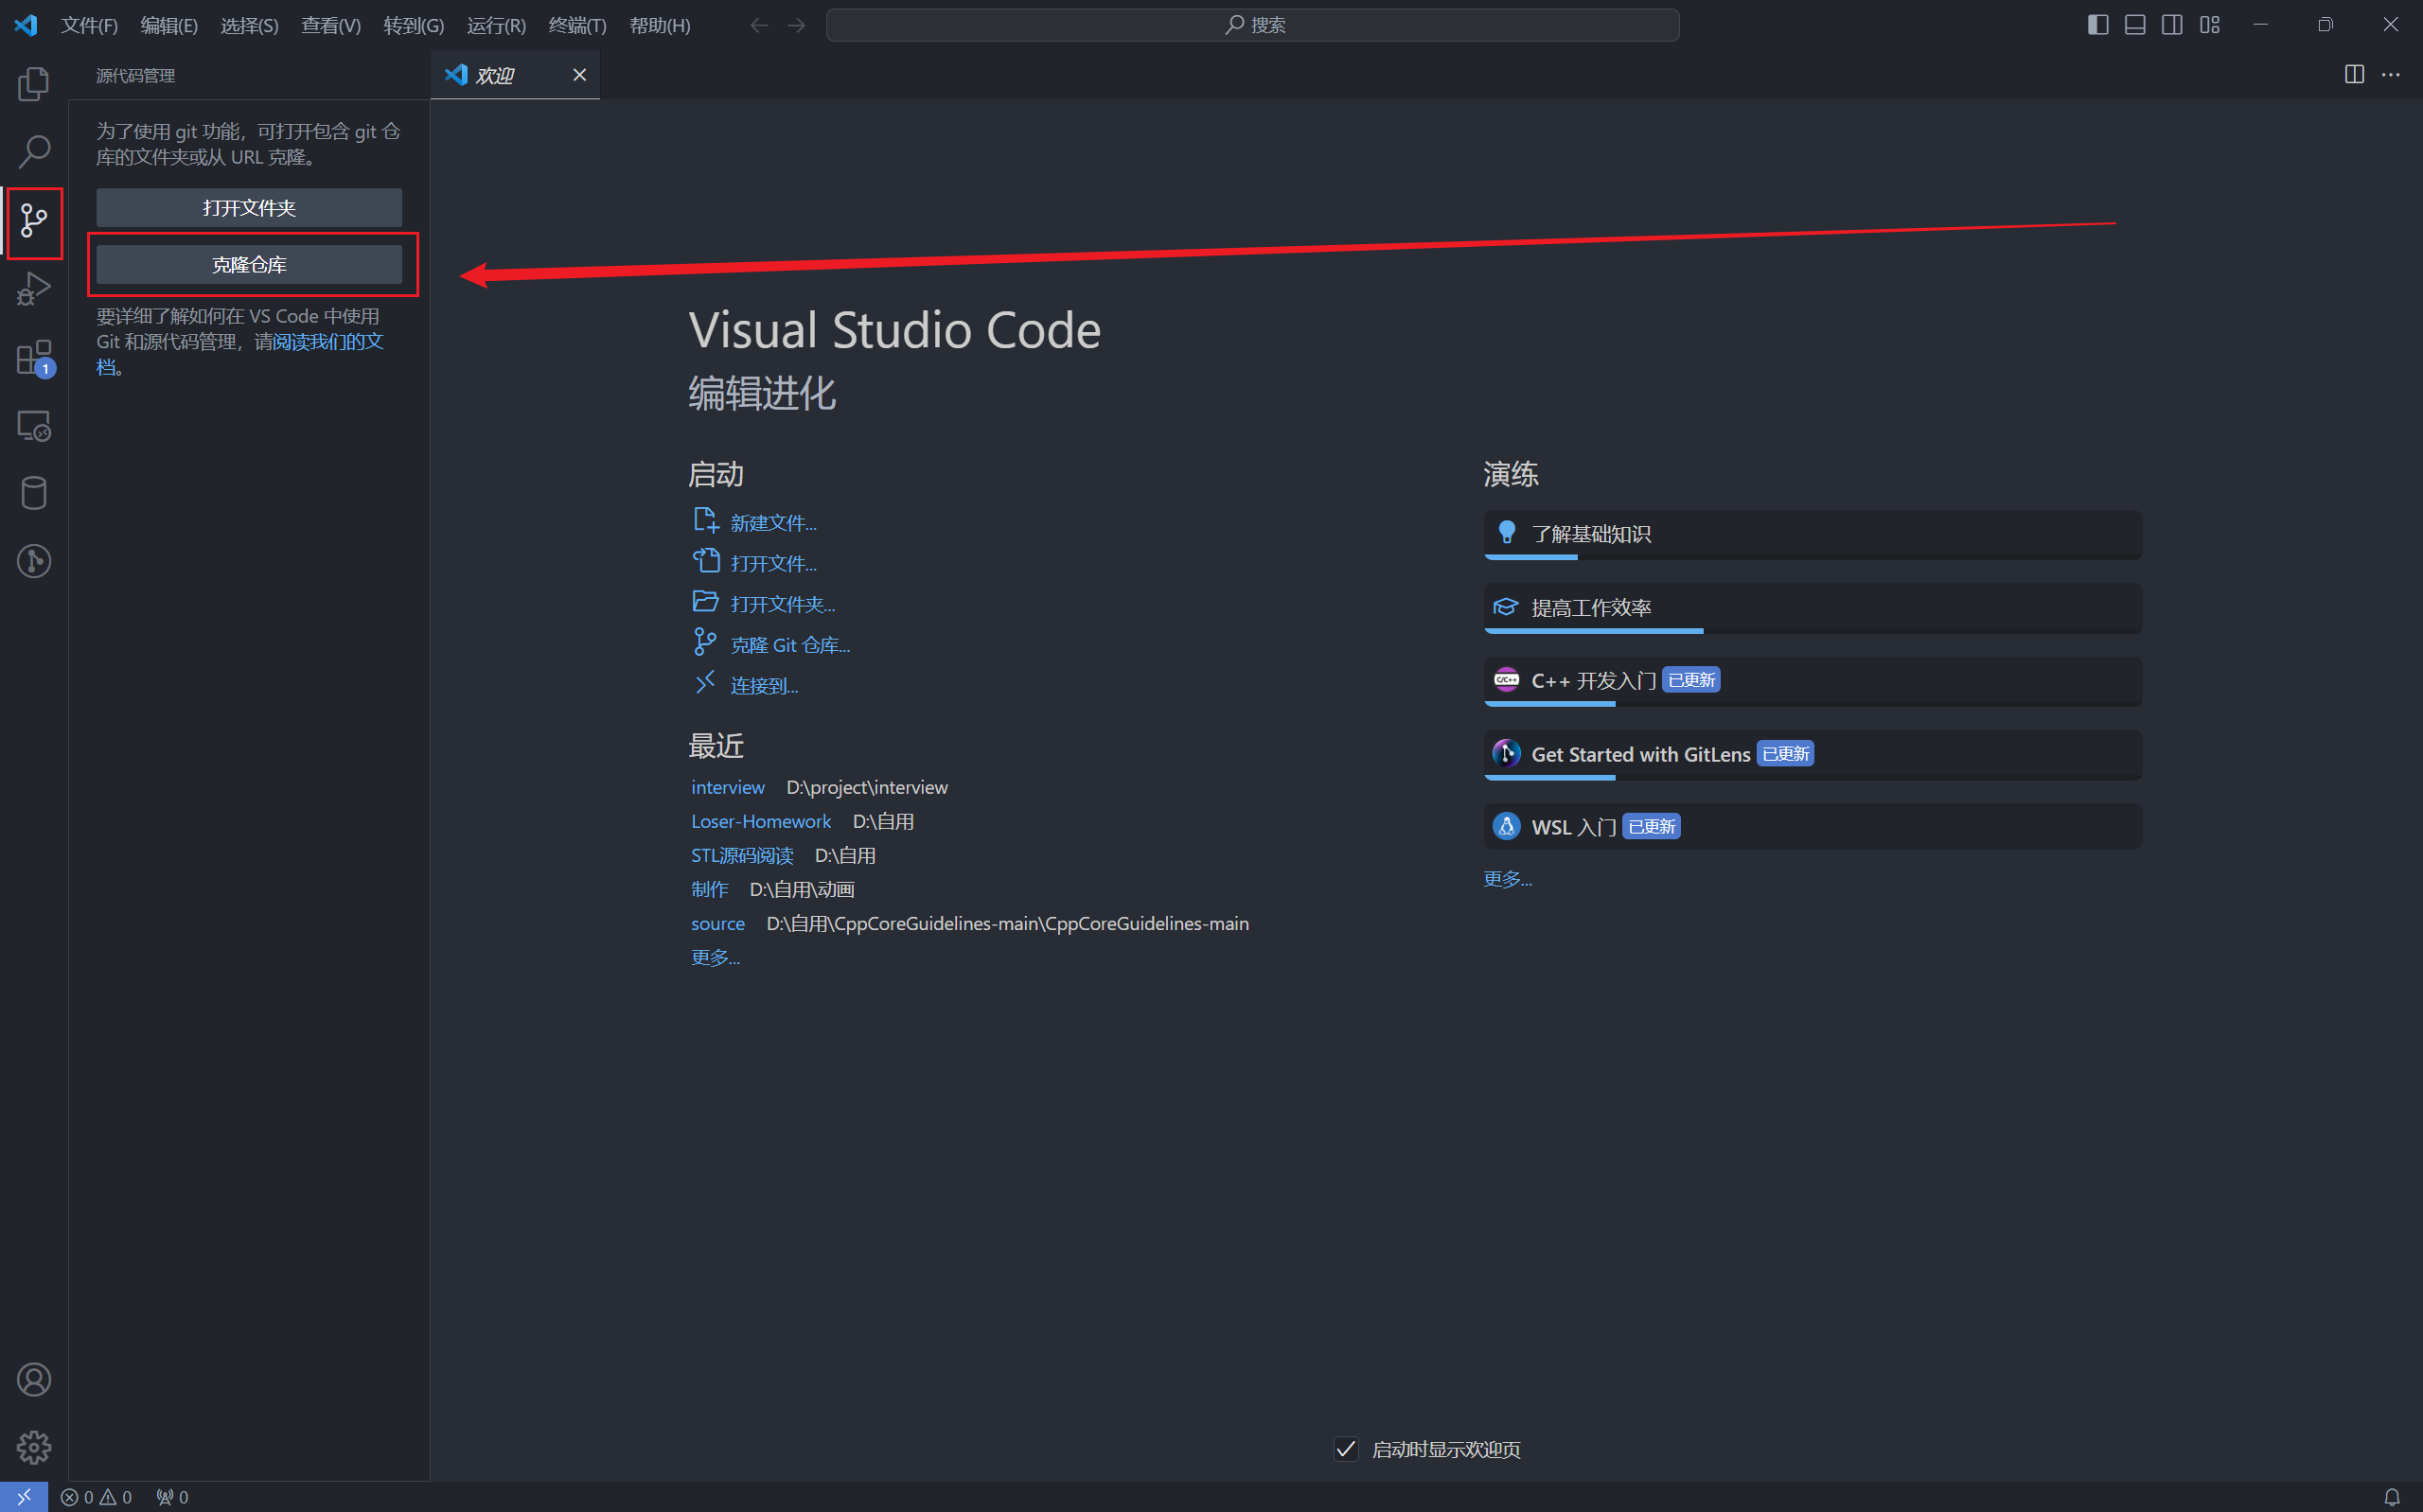 文件(F) 编辑(E) 选择(S) 查看(V) 转到(G) 运行(R) 终端(T) 帮助(H) 搜索
源代码管理
欢迎
为了使用 git 功能，可打开包含 git 仓
库的文件夹或从 URL 克隆。
打开文件夹
克隆仓库
要详细了解如何在 VS Code 中使用
Git 和源代码管理，请阅读我们的文
档。
1
Visual Studio Code
编辑进化
启动
新建文件...
打开文件...
打开文件夹...
克隆 Git 仓库...
连接到...
最近
interview D:\project\interview
Loser-Homework D:\自用
STL源码阅读 D:\自用
制作 D:\自用\动画
source D:\自用\CppCoreGuidelines-main\CppCoreGuidelines-main
更多...
演练
了解基础知识
提高工作效率
C/C++ C++ 开发入门 已更新
Get Started with GitLens 已更新
WSL 入门 已更新
更多...
启动时显示欢迎页
0 0 0